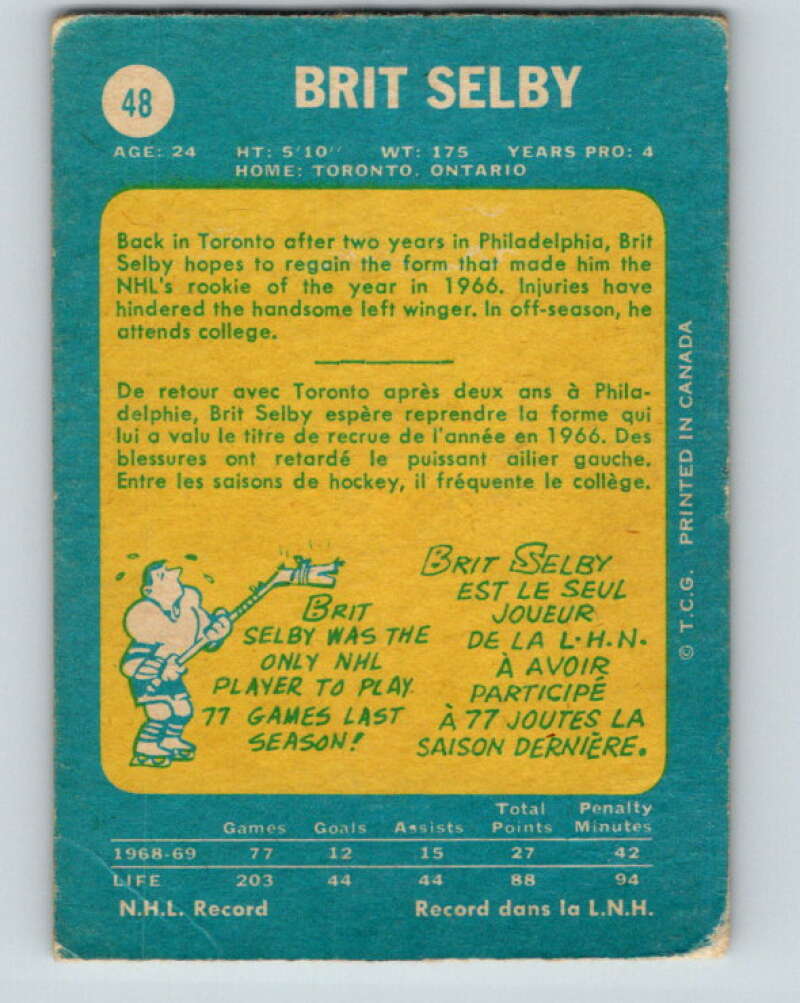 48
BRIT SELBY
AGE: 24 HT: 5'10'' WT: 175 YEARS PRO: 4
HOME: TORONTO, ONTARIO
Back in Toronto after two years in Philadelphia, Brit
Selby hopes to regain the form that made him the
NHL's rookie of the year in 1966. Injuries have
hindered the handsome left winger. In off-season, he
attends college.
De retour avec Toronto après deux ans à Phila-
delphie, Brit Selby espère reprendre la forme qui
lui a valu le titre de recrue de l'année en 1966. Des
blessures ont retardé le puissant ailier gauche.
Entre les saisons de hockey, il fréquente le collège.
BRIT
SELBY WAS THE
ONLY NHL
PLAYER TO PLAY
77 GAMES LAST
SEASON!
BRIT SELBY
EST LE SEUL
JOUEUR
DE LA L.H.N.
À AVOIR
PARTICIPÉ
À 77 JOUTES LA
SAISON DERNIÈRE.
© T.C.G. PRINTED IN CANADA
Total Penalty
Games Goals Assists Points Minutes
1968-69 77 12 15 27 42
LIFE 203 44 44 88 94
N.H.L. Record Record dans la L.N.H.